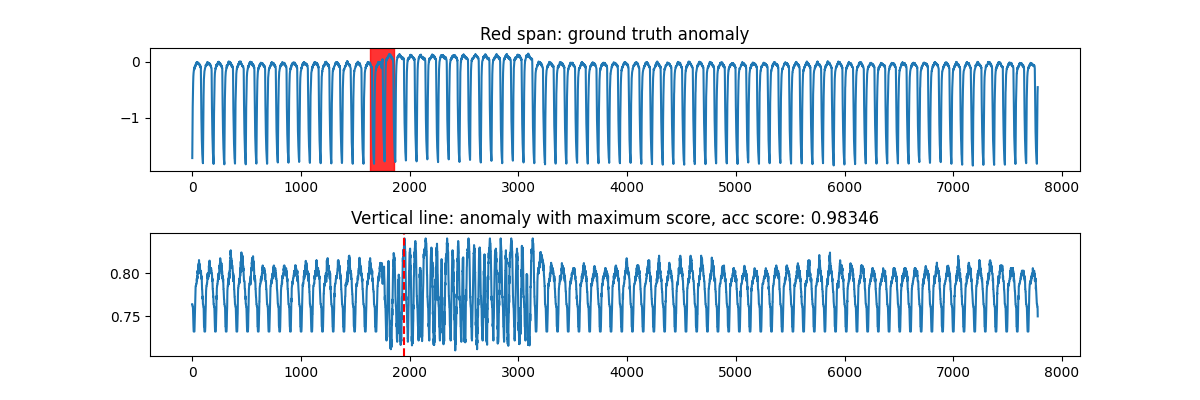 Red span: ground truth anomaly
0
−1
0 1000 2000 3000 4000 5000 6000 7000 8000
Vertical line: anomaly with maximum score, acc score: 0.98346
0.80
0.75
0 1000 2000 3000 4000 5000 6000 7000 8000